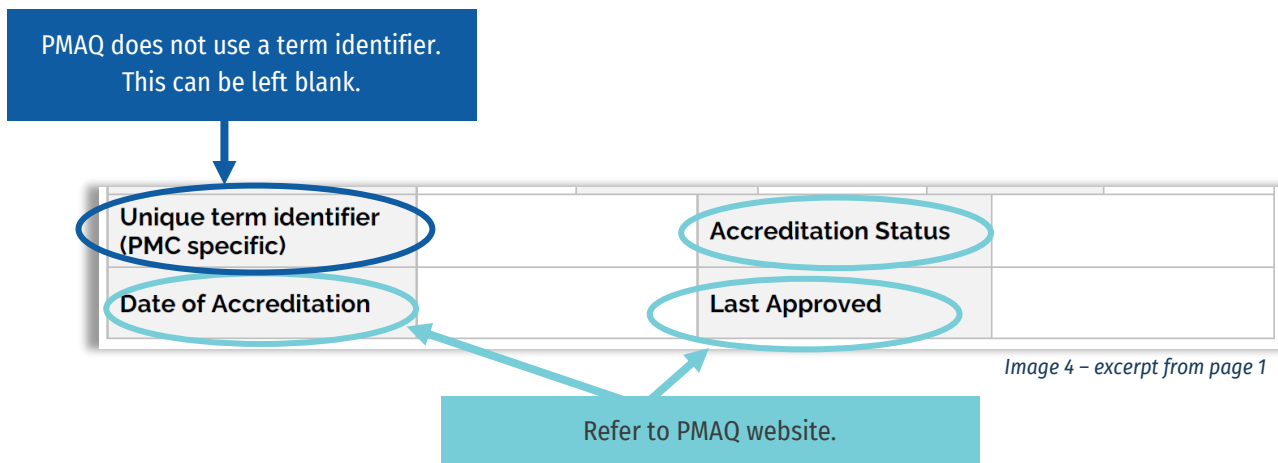 PMAQ does not use a term identifier.
This can be left blank.
Unique term identifier
(PMC specific)
Accreditation Status
Date of Accreditation
Last Approved
Image 4 – excerpt from page 1
Refer to PMAQ website.